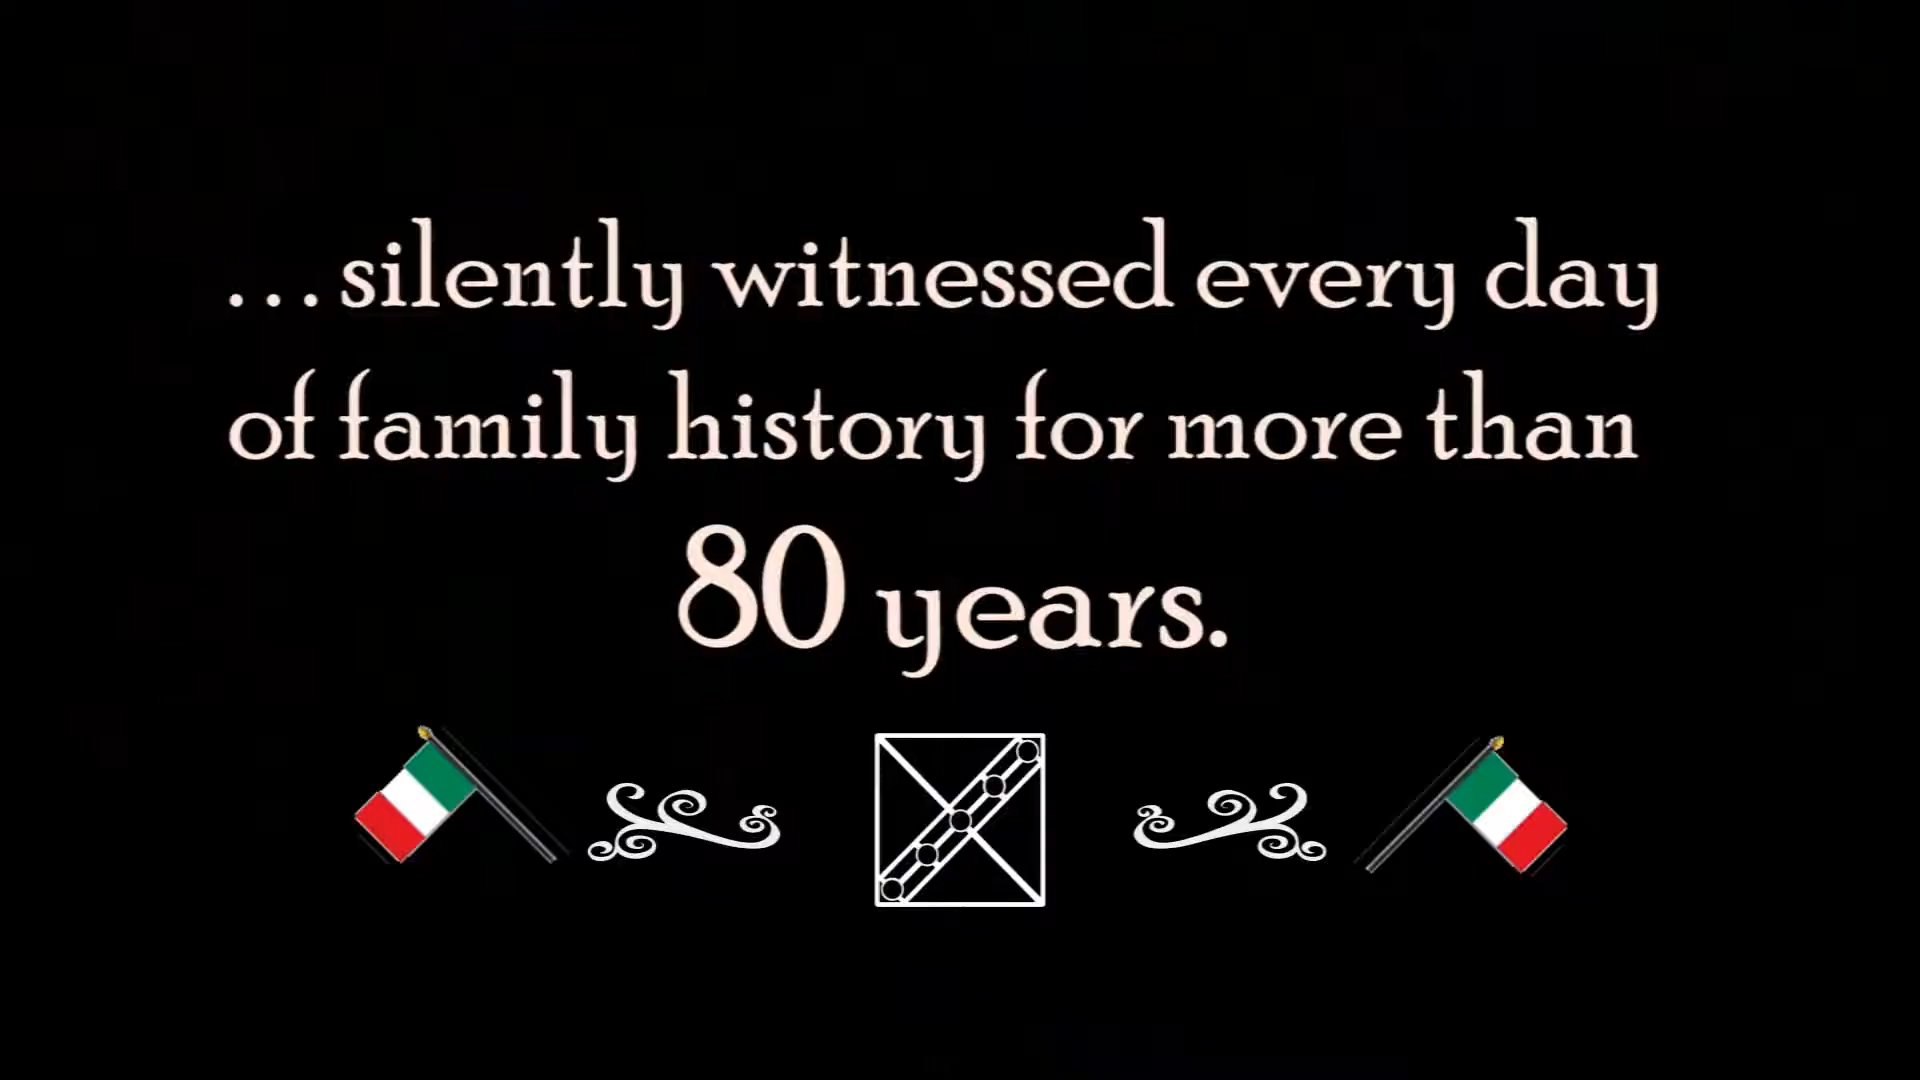 ...silently witnessed every day
of family history for more than
80 years.